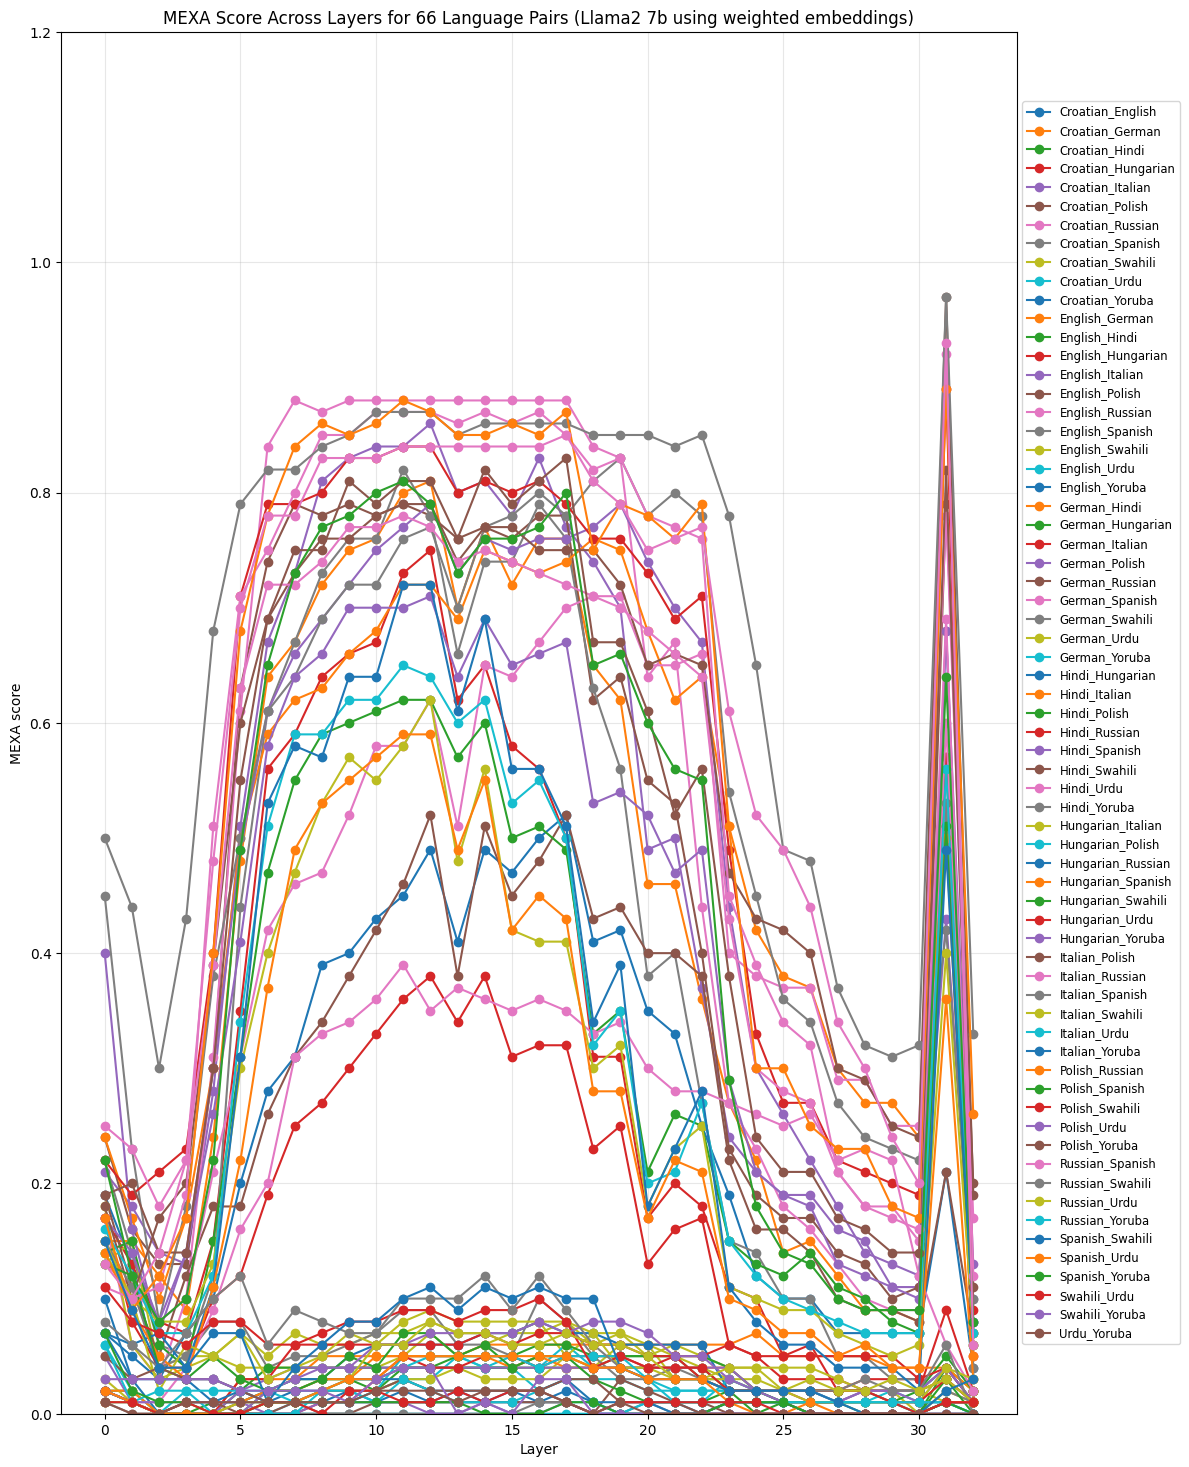 MEXA Score Across Layers for 66 Language Pairs (Llama2 7b using weighted embeddings)
1.2
1.0
0.8
0.6
0.4
0.2
0.0
MEXA score
0
5
10
15
20
25
30
Layer
Croatian_English
Croatian_German
Croatian_Hindi
Croatian_Hungarian
Croatian_Italian
Croatian_Polish
Croatian_Russian
Croatian_Spanish
Croatian_Swahili
Croatian_Urdu
Croatian_Yoruba
English_German
English_Hindi
English_Hungarian
English_Italian
English_Polish
English_Russian
English_Spanish
English_Swahili
English_Urdu
English_Yoruba
German_Hindi
German_Hungarian
German_Italian
German_Polish
German_Russian
German_Spanish
German_Swahili
German_Urdu
German_Yoruba
Hindi_Hungarian
Hindi_Italian
Hindi_Polish
Hindi_Russian
Hindi_Spanish
Hindi_Swahili
Hindi_Urdu
Hindi_Yoruba
Hungarian_Italian
Hungarian_Polish
Hungarian_Russian
Hungarian_Spanish
Hungarian_Swahili
Hungarian_Urdu
Hungarian_Yoruba
Italian_Polish
Italian_Russian
Italian_Spanish
Italian_Swahili
Italian_Urdu
Italian_Yoruba
Polish_Russian
Polish_Spanish
Polish_Swahili
Polish_Urdu
Polish_Yoruba
Russian_Spanish
Russian_Swahili
Russian_Urdu
Russian_Yoruba
Spanish_Swahili
Spanish_Urdu
Spanish_Yoruba
Swahili_Urdu
Swahili_Yoruba
Urdu_Yoruba